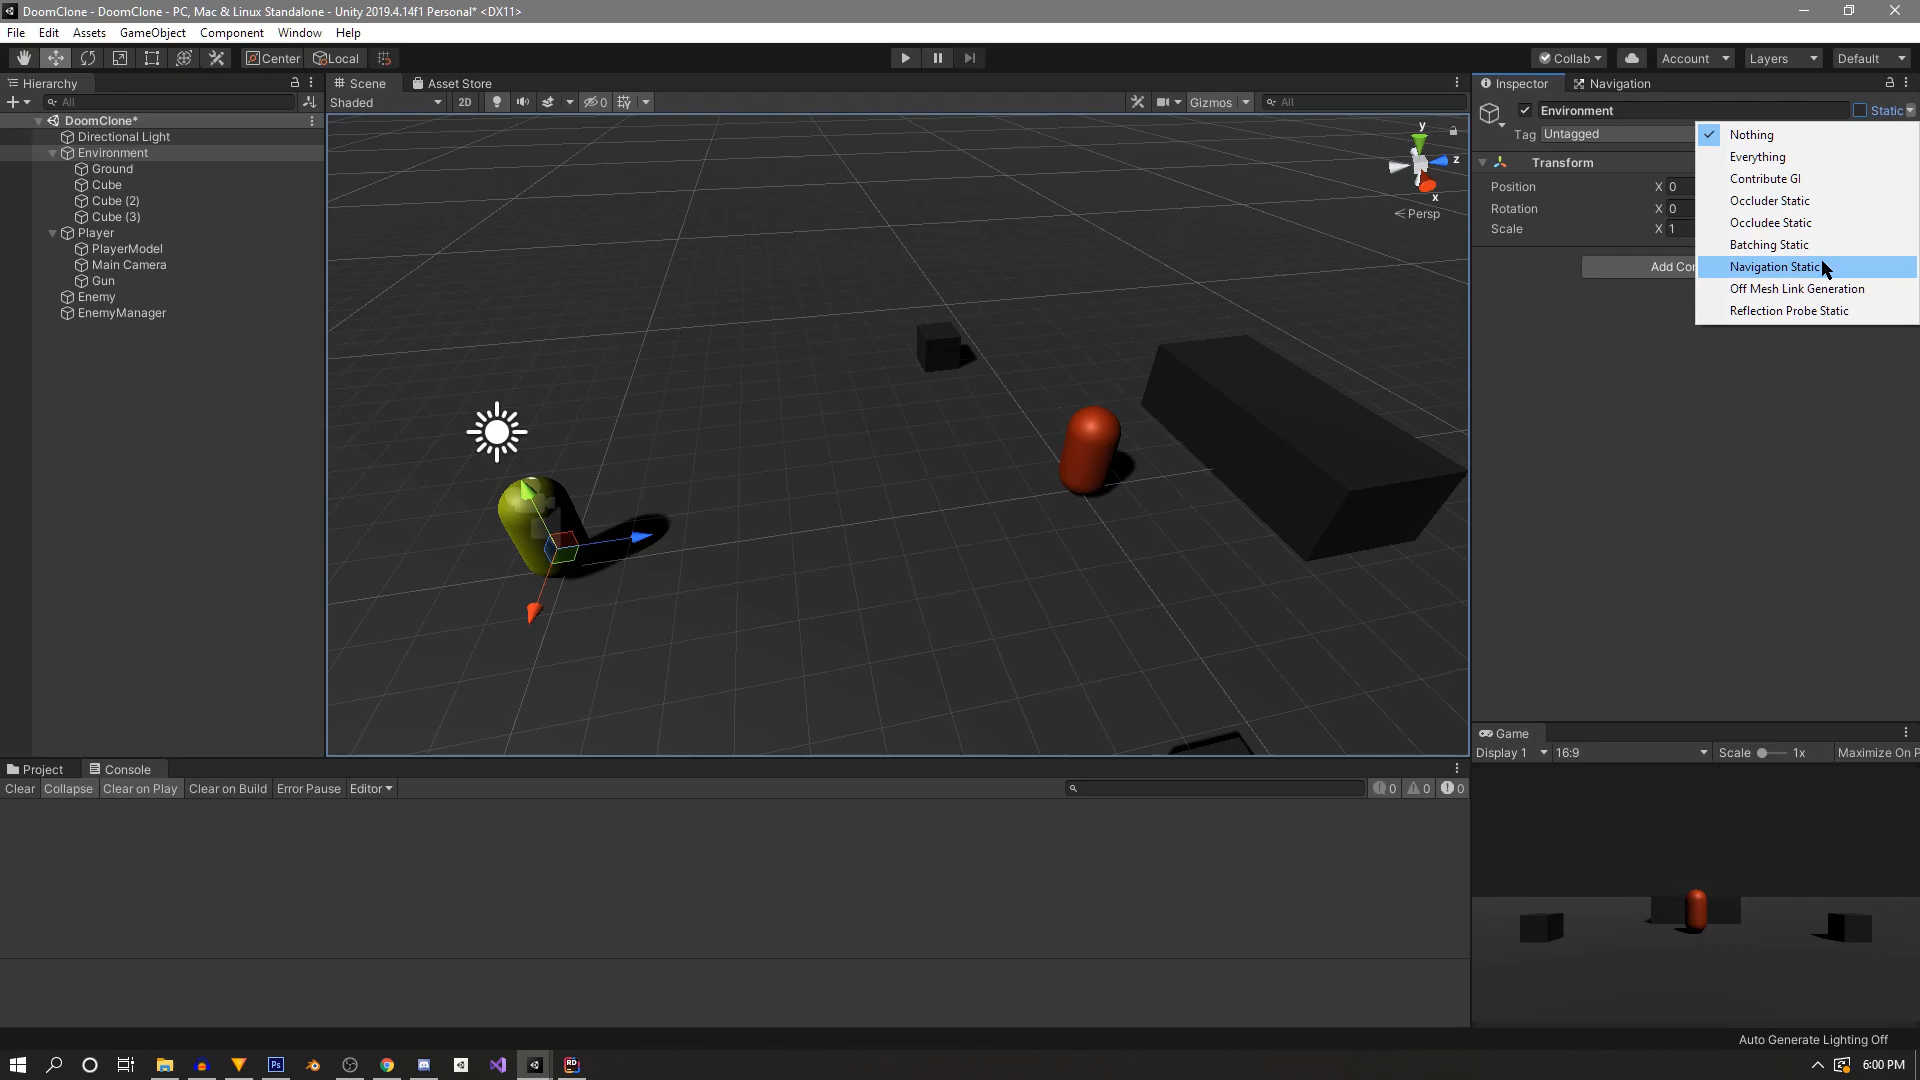 DoomClone - DoomClone - PC, Mac & Linux Standalone - Unity 2019.4.14f1 Personal* <DX11>
File Edit Assets GameObject Component Window Help
Center Local Collab Account Layers Default
Hierarchy Scene Asset Store Inspector Navigation
All Shaded 2D 0 Gizmos All
DoomClone*
Directional Light
Environment
Ground
Cube
Cube (2)
Cube (3)
Player
PlayerModel
Main Camera
Gun
Enemy
EnemyManager
y
z
x
< Persp
Environment Static
Tag Untagged
Transform
Position X 0
Rotation X 0
Scale X 1
Nothing
Everything
Contribute GI
Occluder Static
Occludee Static
Batching Static
Navigation Static
Off Mesh Link Generation
Reflection Probe Static
Game
Display 1 16:9 Scale 1x Maximize On P
Project Console
Clear Collapse Clear on Play Clear on Build Error Pause Editor 0 0 0
Auto Generate Lighting Off
Ps RD 6:00 PM